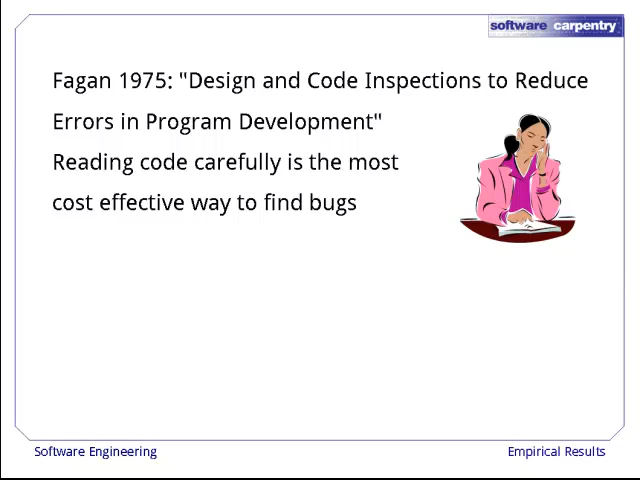 software carpentry
Fagan 1975: "Design and Code Inspections to Reduce
Errors in Program Development"
Reading code carefully is the most
cost effective way to find bugs
Software Engineering
Empirical Results